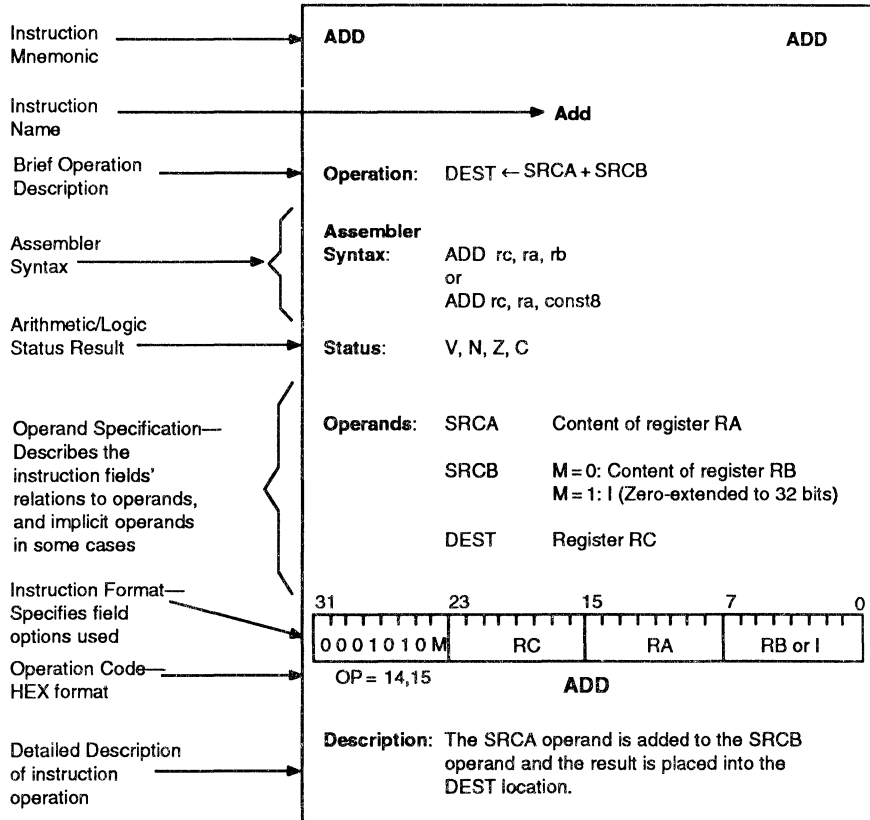 Instruction
Mnemonic
ADD ADD
Instruction
Name
Add
Brief Operation
Description
Operation: DEST ← SRCA + SRCB
Assembler
Syntax
Assembler
Syntax: ADD rc, ra, rb
or
ADD rc, ra, const8
Arithmetic/Logic
Status Result
Status: V, N, Z, C
Operand Specification—
Describes the
instruction fields'
relations to operands,
and implicit operands
in some cases
Operands: SRCA Content of register RA
SRCB M = 0: Content of register RB
M = 1: I (Zero-extended to 32 bits)
DEST Register RC
Instruction Format—
Specifies field
options used
31 23 15 7 0
0 0 0 1 0 1 0 M RC RA RB or I
Operation Code—
HEX format
OP = 14,15 ADD
Detailed Description
of instruction
operation
Description: The SRCA operand is added to the SRCB
operand and the result is placed into the
DEST location.